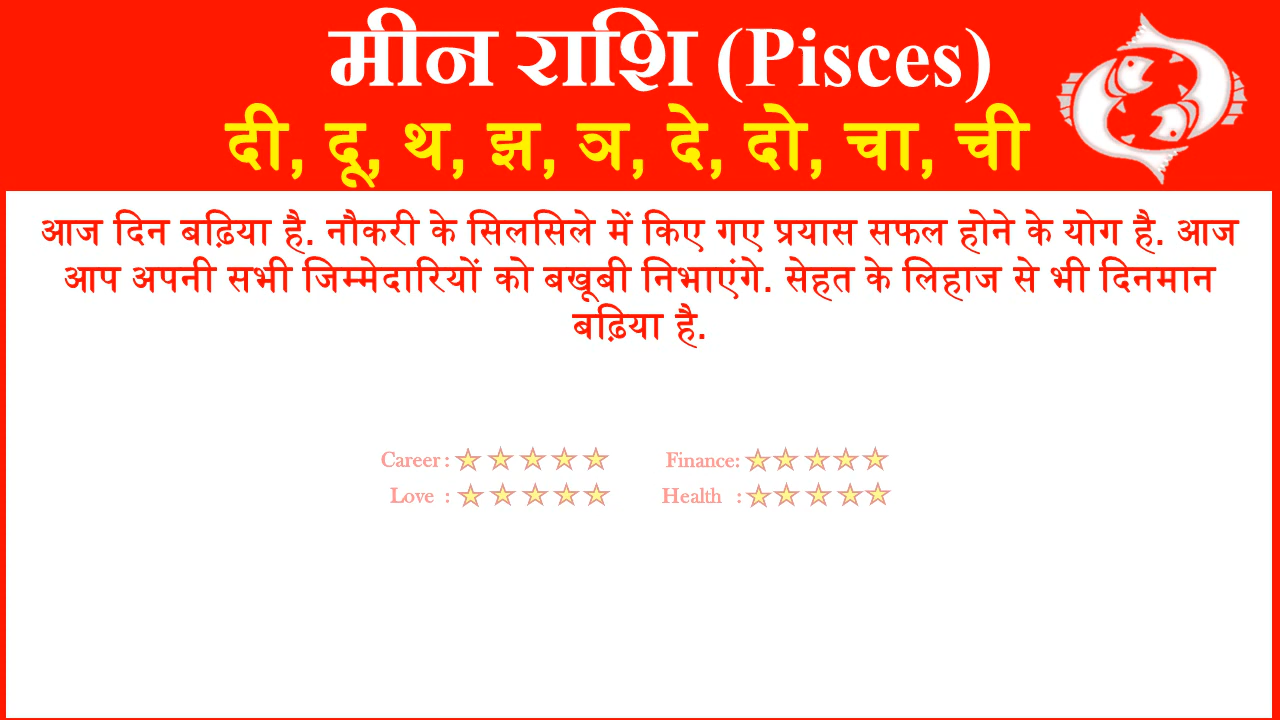 मीन राशि (Pisces)
दी, दू, थ, झ, ञ, दे, दो, चा, ची
आज दिन बढ़िया है. नौकरी के सिलसिले में किए गए प्रयास सफल होने के योग है. आज
आप अपनी सभी जिम्मेदारियों को बखूबी निभाएंगे. सेहत के लिहाज से भी दिनमान
बढ़िया है.
Career : Finance:
Love : Health :